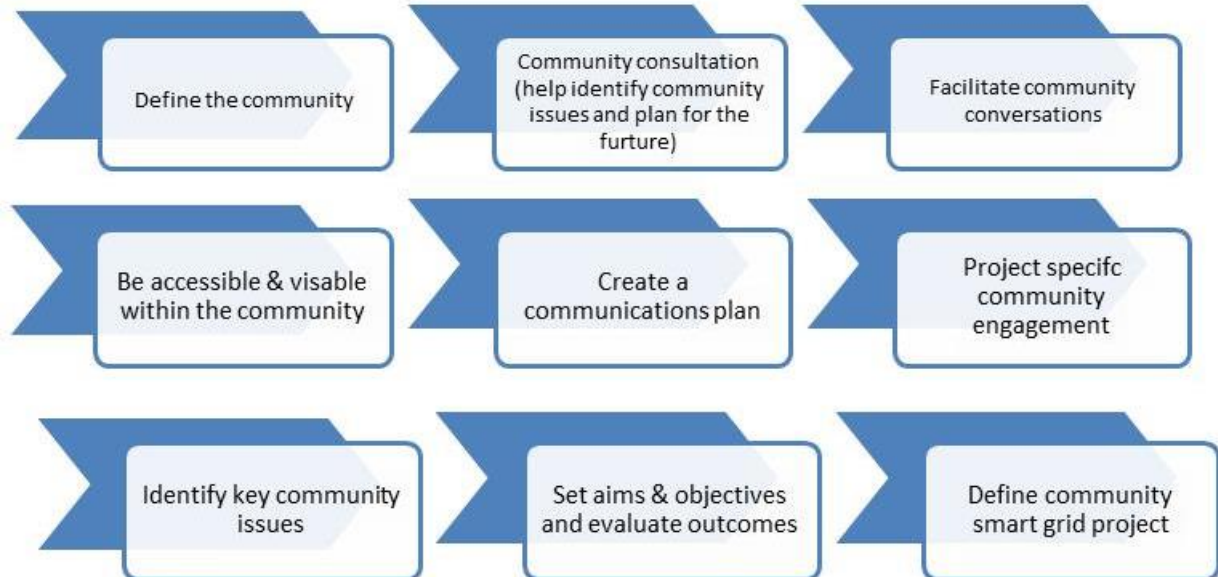 Define the community
Community consultation
(help identify community
issues and plan for the
furture)
Facilitate community
conversations
Be accessible & visable
within the community
Create a
communications plan
Project specifc
community
engagement
Identify key community
issues
Set aims & objectives
and evaluate outcomes
Define community
smart grid project